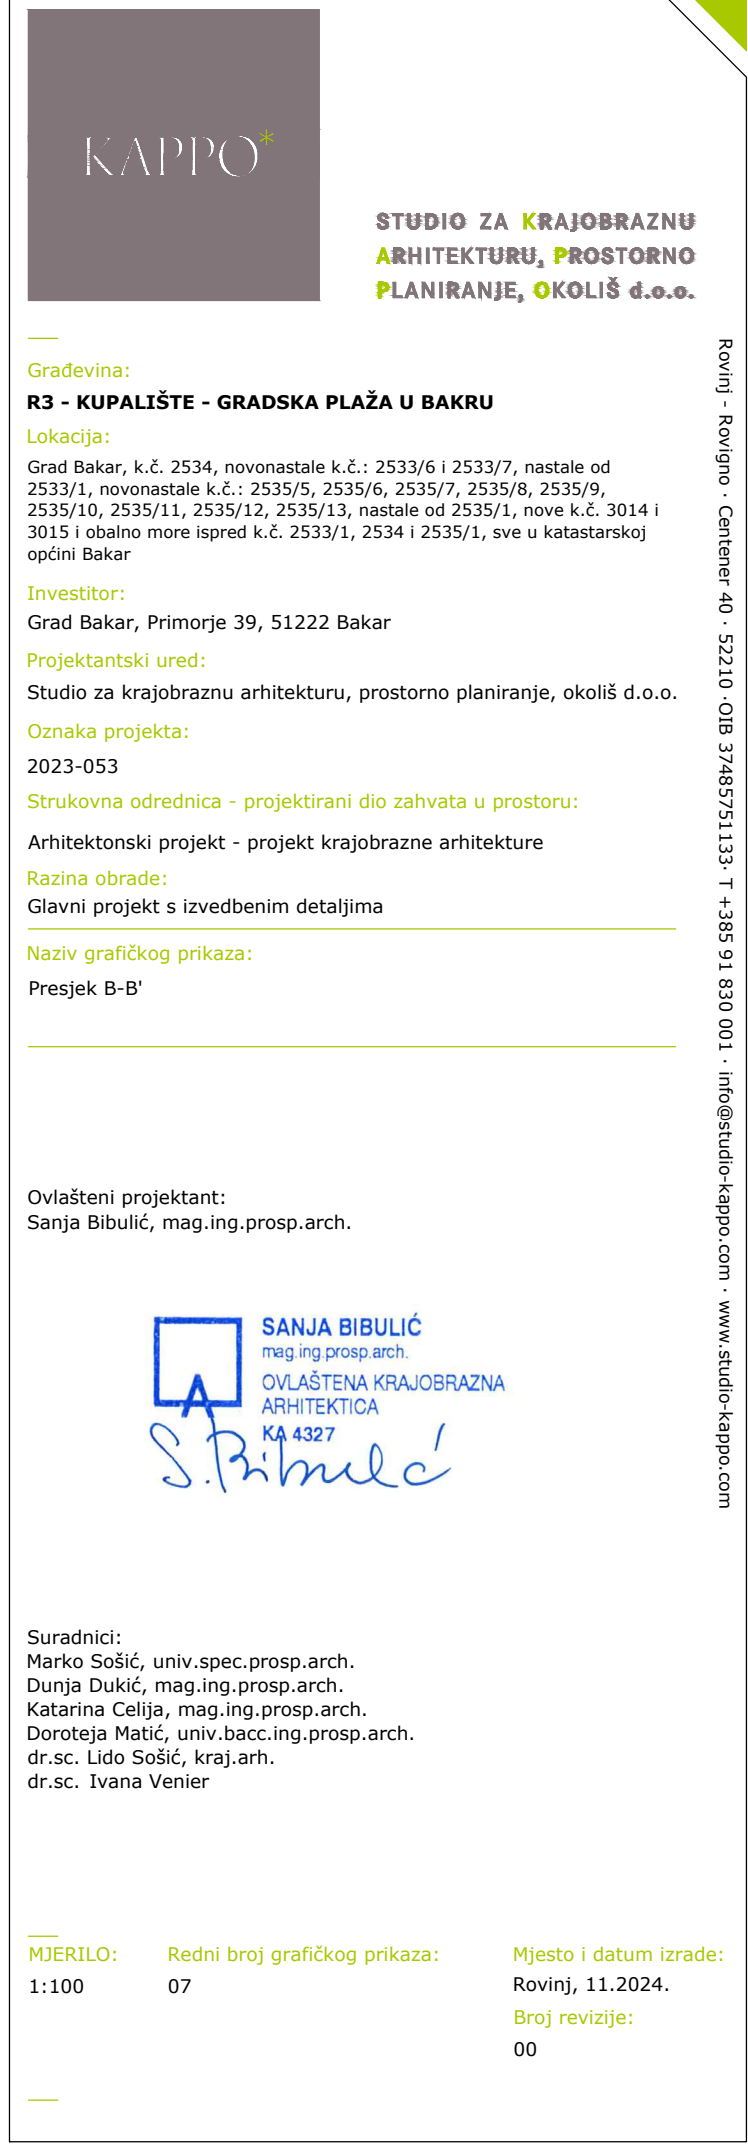 KAPPO*
STUDIO ZA KRAJOBRAZNU
ARHITEKTURU, PROSTORNO
PLANIRANJE, OKOLIŠ d.o.o.
Građevina:
R3 - KUPALIŠTE - GRADSKA PLAŽA U BAKRU
Lokacija:
Grad Bakar, k.č. 2534, novonastale k.č.: 2533/6 i 2533/7, nastale od
2533/1, novonastale k.č.: 2535/5, 2535/6, 2535/7, 2535/8, 2535/9,
2535/10, 2535/11, 2535/12, 2535/13, nastale od 2535/1, nove k.č. 3014 i
3015 i obalno more ispred k.č. 2533/1, 2534 i 2535/1, sve u katastarskoj
općini Bakar
Investitor:
Grad Bakar, Primorje 39, 51222 Bakar
Projektantski ured:
Studio za krajobraznu arhitekturu, prostorno planiranje, okoliš d.o.o.
Oznaka projekta:
2023-053
Strukovna odrednica - projektirani dio zahvata u prostoru:
Arhitektonski projekt - projekt krajobrazne arhitekture
Razina obrade:
Glavni projekt s izvedbenim detaljima
Naziv grafičkog prikaza:
Presjek B-B'
Rovinj - Rovigno · Centener 40 · 52210 ·OIB 37485751133· T +385 91 830 001 · info@studio-kappo.com · www.studio-kappo.com
Ovlašteni projektant:
Sanja Bibulić, mag.ing.prosp.arch.
SANJA BIBULIĆ
mag.ing.prosp.arch.
OVLAŠTENA KRAJOBRAZNA
ARHITEKTICA
KA 4327
S. Bibulić
Suradnici:
Marko Sošić, univ.spec.prosp.arch.
Dunja Dukić, mag.ing.prosp.arch.
Katarina Celija, mag.ing.prosp.arch.
Doroteja Matić, univ.bacc.ing.prosp.arch.
dr.sc. Lido Sošić, kraj.arh.
dr.sc. Ivana Venier
MJERILO:
1:100
Redni broj grafičkog prikaza:
07
Mjesto i datum izrade:
Rovinj, 11.2024.
Broj revizije:
00